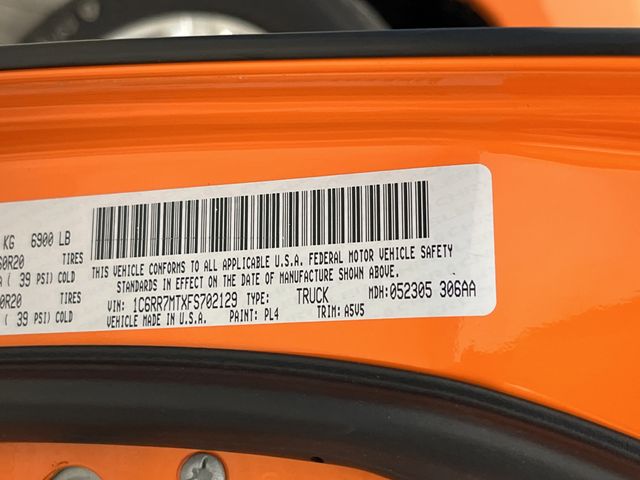 KG 6900 LB
TIRES
( 39 PSI) COLD
TIRES
( 39 PSI) COLD
THIS VEHICLE CONFORMS TO ALL APPLICABLE U.S.A. FEDERAL MOTOR VEHICLE SAFETY
STANDARDS IN EFFECT ON THE DATE OF MANUFACTURE SHOWN ABOVE.
VIN: 1C6RR7MTXFS702129 TYPE: TRUCK MDH: 052305 306AA
VEHICLE MADE IN U.S.A. PAINT: PL4 TRIM: A5V5